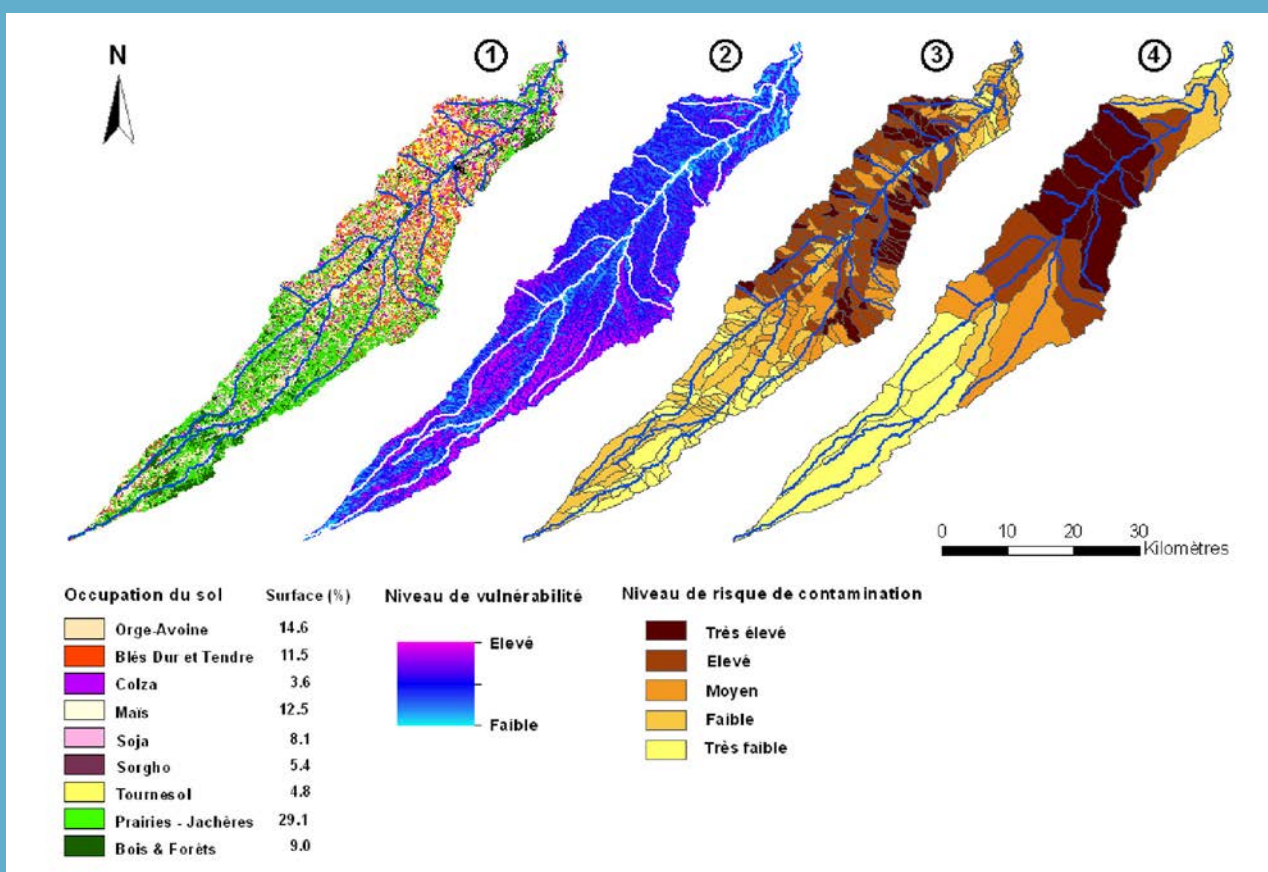 N
1
2
3
4
0 10 20 30
Kilomètres
Occupation du sol Surface (%)
Orge-Avoine 14.6
Blés Dur et Tendre 11.5
Colza 3.6
Maïs 12.5
Soja 8.1
Sorgho 5.4
Tournesol 4.8
Prairies - Jachères 29.1
Bois & Forêts 9.0
Niveau de vulnérabilité
Elevé
Faible
Niveau de risque de contamination
Très élevé
Elevé
Moyen
Faible
Très faible